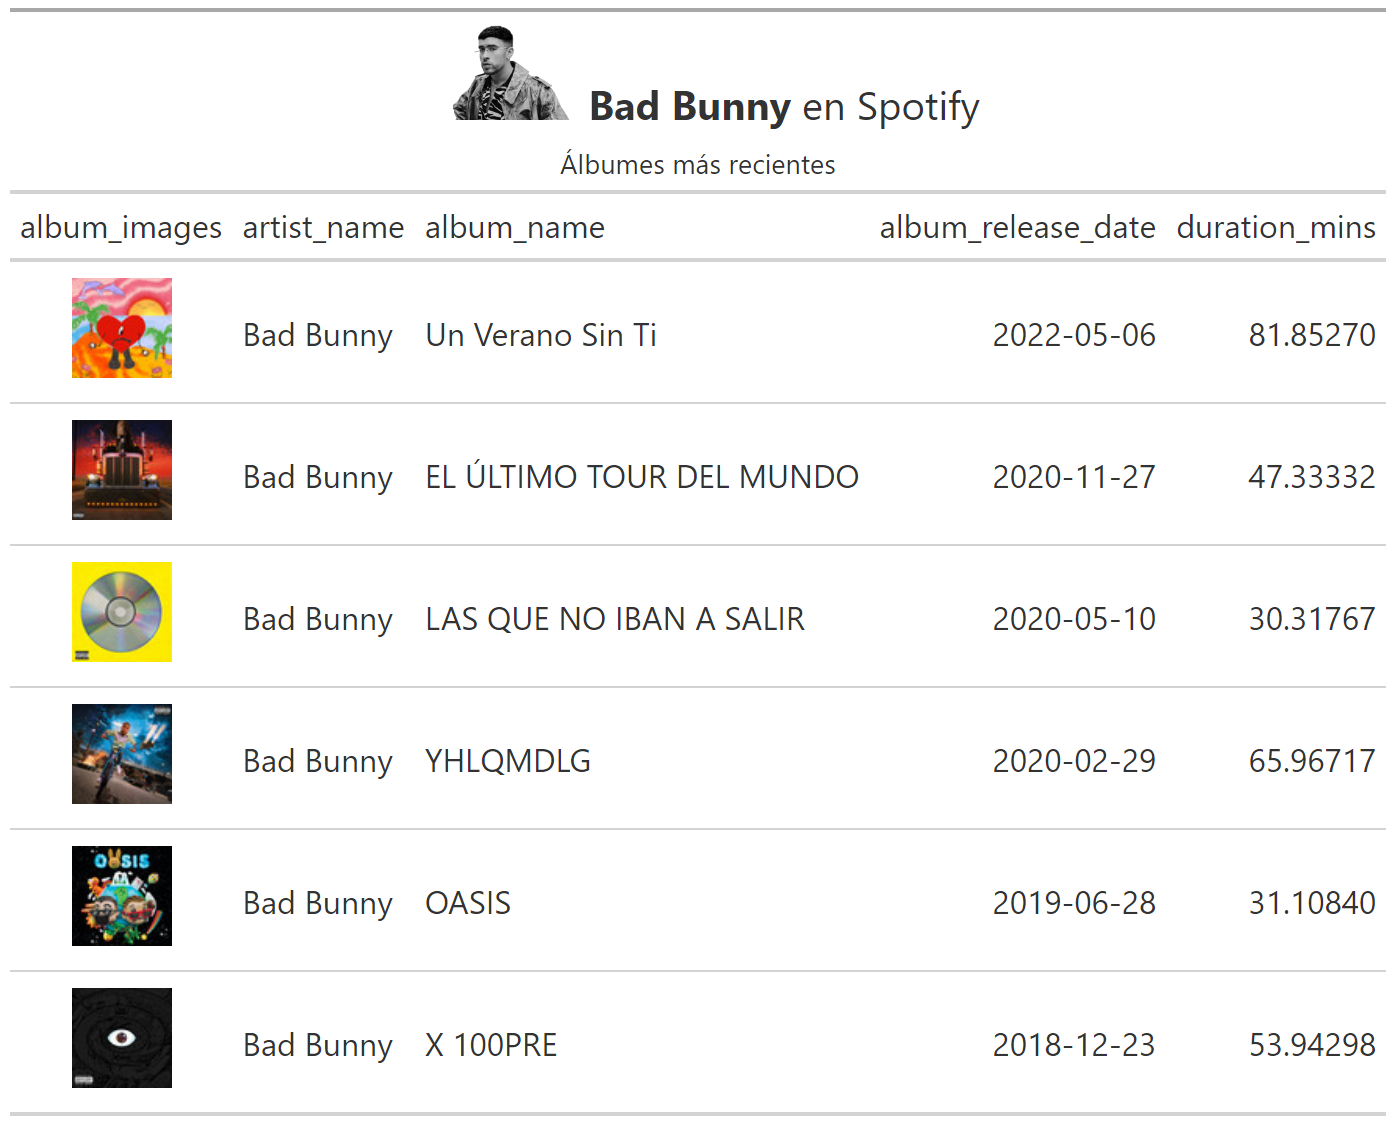 Bad Bunny en Spotify
Álbumes más recientes
album_images artist_name album_name album_release_date duration_mins
Bad Bunny Un Verano Sin Ti 2022-05-06 81.85270
Bad Bunny EL ÚLTIMO TOUR DEL MUNDO 2020-11-27 47.33332
Bad Bunny LAS QUE NO IBAN A SALIR 2020-05-10 30.31767
Bad Bunny YHLQMDLG 2020-02-29 65.96717
OASIS
Bad Bunny OASIS 2019-06-28 31.10840
Bad Bunny X 100PRE 2018-12-23 53.94298